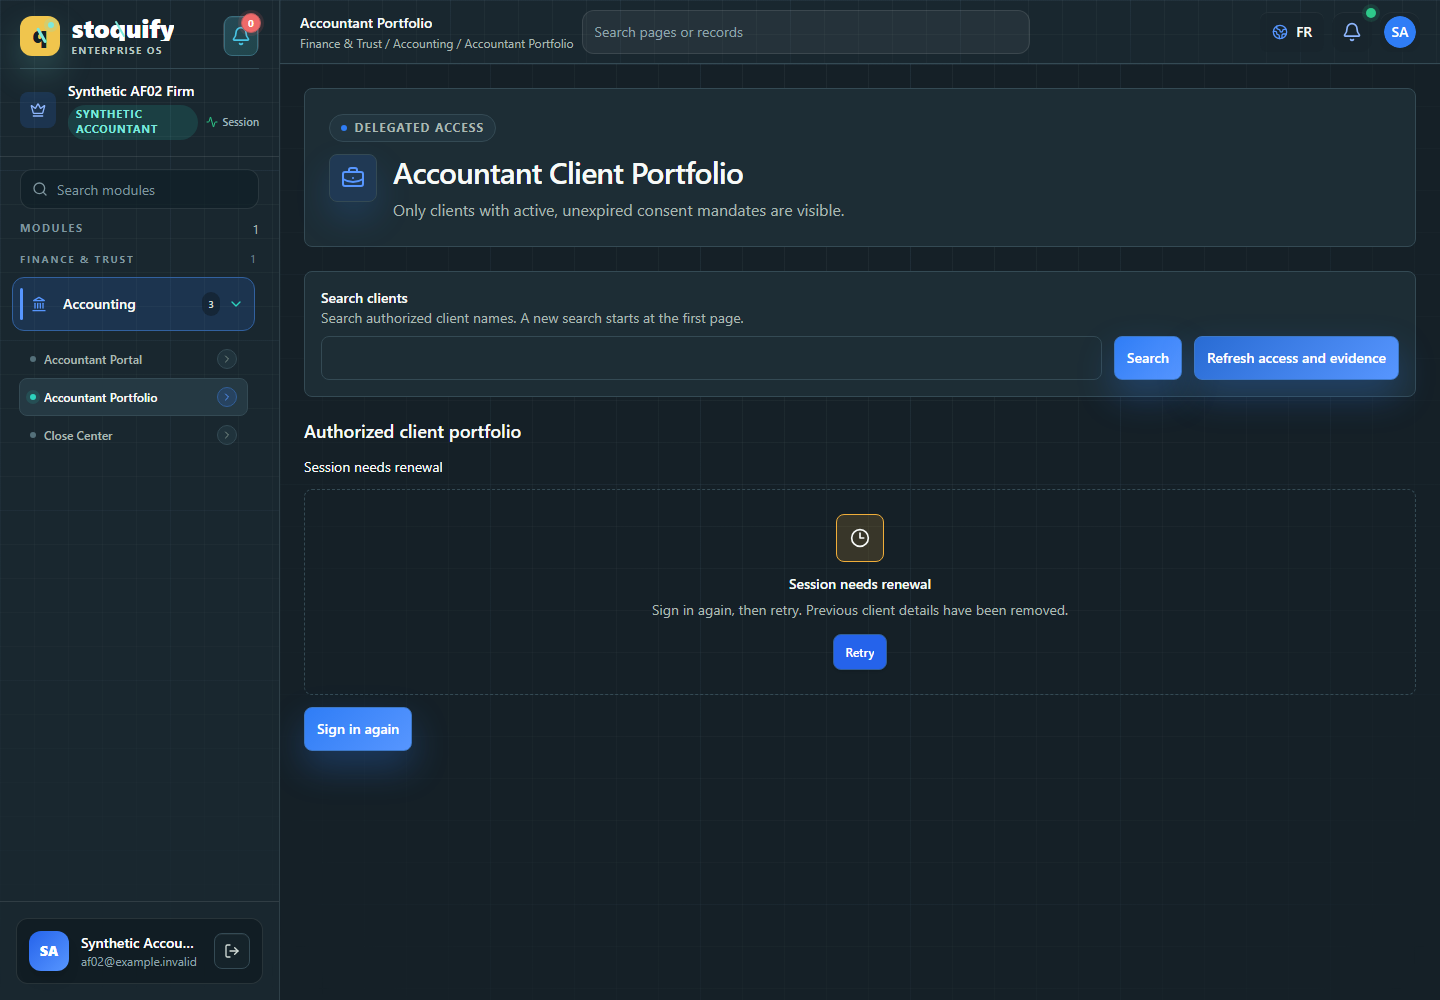 stoquify
ENTERPRISE OS
0
Synthetic AF02 Firm
SYNTHETIC ACCOUNTANT
Session
Search modules
MODULES 1
FINANCE & TRUST 1
Accounting 3
Accountant Portal
Accountant Portfolio
Close Center
SA
Synthetic Accou...
af02@example.invalid
Accountant Portfolio
Finance & Trust / Accounting / Accountant Portfolio
Search pages or records
FR
SA
DELEGATED ACCESS
Accountant Client Portfolio
Only clients with active, unexpired consent mandates are visible.
Search clients
Search authorized client names. A new search starts at the first page.
Search
Refresh access and evidence
Authorized client portfolio
Session needs renewal
Session needs renewal
Sign in again, then retry. Previous client details have been removed.
Retry
Sign in again